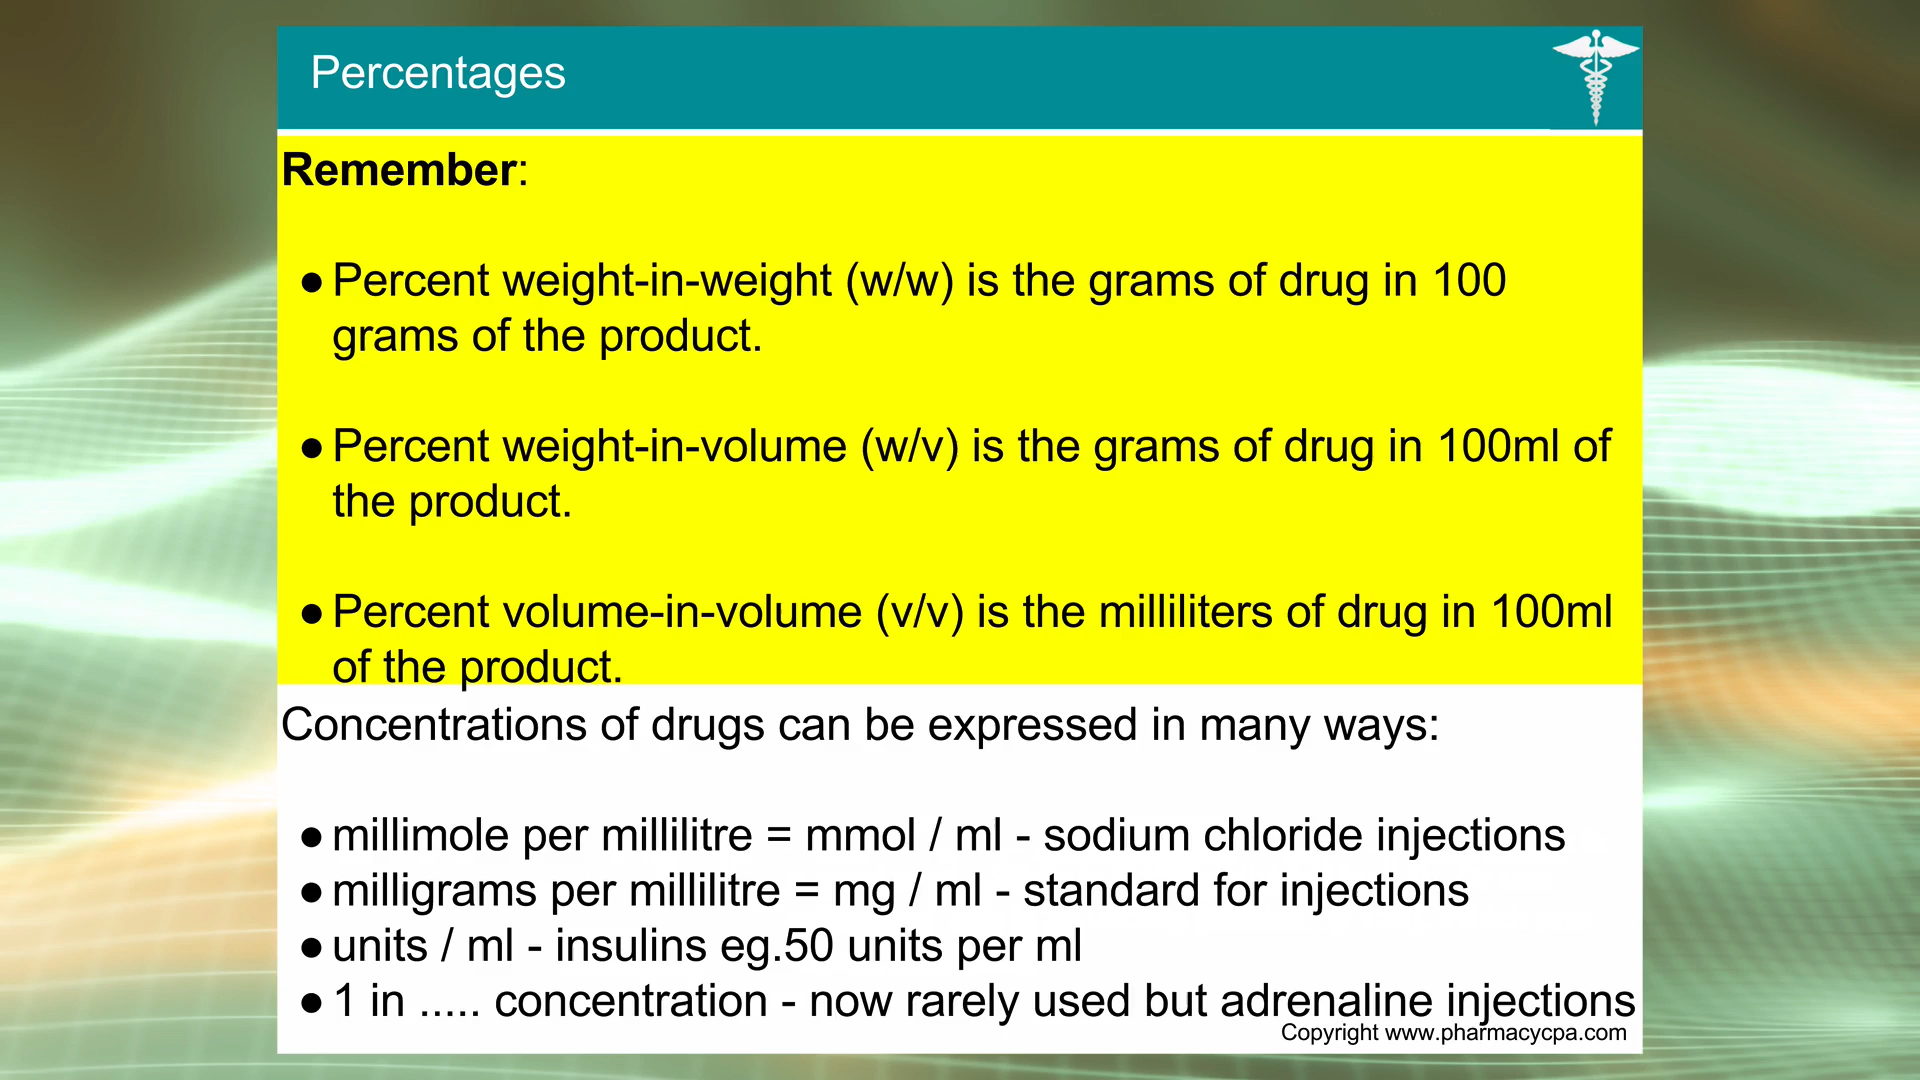 Percentages
Remember:
● Percent weight-in-weight (w/w) is the grams of drug in 100
grams of the product.
● Percent weight-in-volume (w/v) is the grams of drug in 100ml of
the product.
● Percent volume-in-volume (v/v) is the milliliters of drug in 100ml
of the product.
Concentrations of drugs can be expressed in many ways:
● millimole per millilitre = mmol / ml - sodium chloride injections
● milligrams per millilitre = mg / ml - standard for injections
● units / ml - insulins eg.50 units per ml
● 1 in ..... concentration - now rarely used but adrenaline injections
Copyright www.pharmacycpa.com